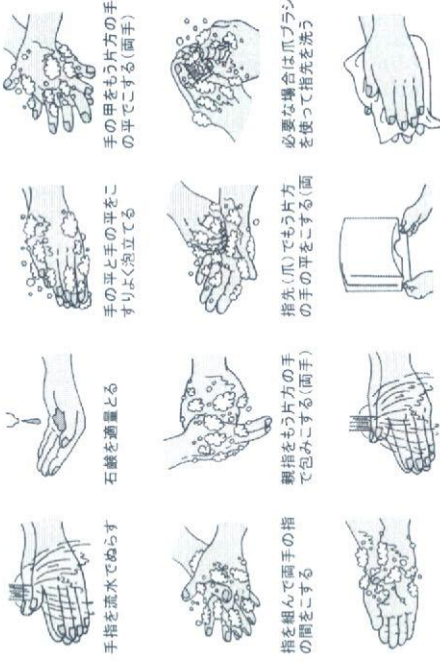 手指を流水でぬらす
石鹸を適量とる
手の平と手の平をこ
すりよく泡立てる
手の甲をもう片方の手
の平でこする(両手)
指を組んで両手の指
の間をこする
親指をもう片方の手
で包みこする(両手)
指先(爪)でもう片方
の手の平をこする(両
必要な場合は爪ブラシ
を使って指先を洗う